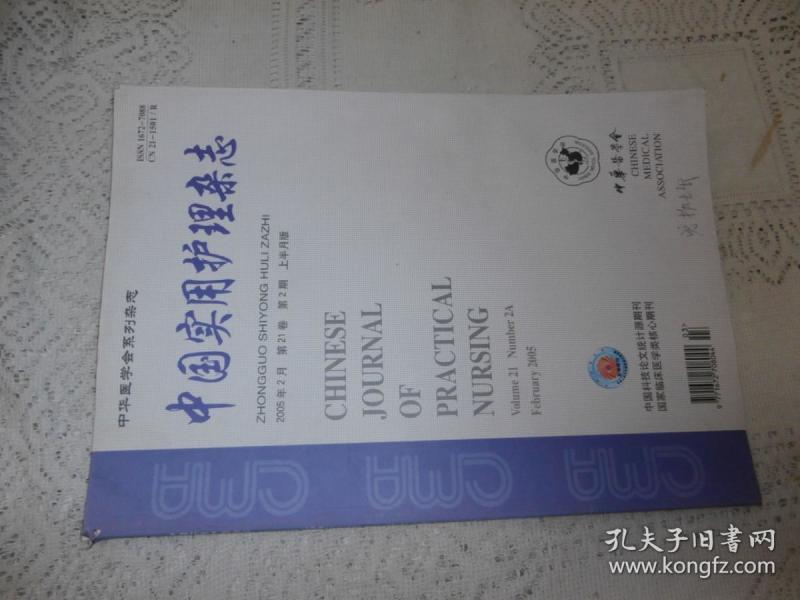 中华医学会系列杂志
ISSN 1672-7088
CN 21-1501/R
中国实用护理杂志
ZHONGGUO SHIYONG HULI ZAZHI
2005年2月 第21卷 第2期 上半月版
CHINESE
JOURNAL
OF
PRACTICAL
NURSING
Volume 21 Number 2A
February 2005
中华医学会
CHINESE
MEDICAL
ASSOCIATION
中国科技论文统计源期刊
国家临床医学类核心期刊
CMA
CMA
CMA
孔夫子旧书网
www.kongfz.com